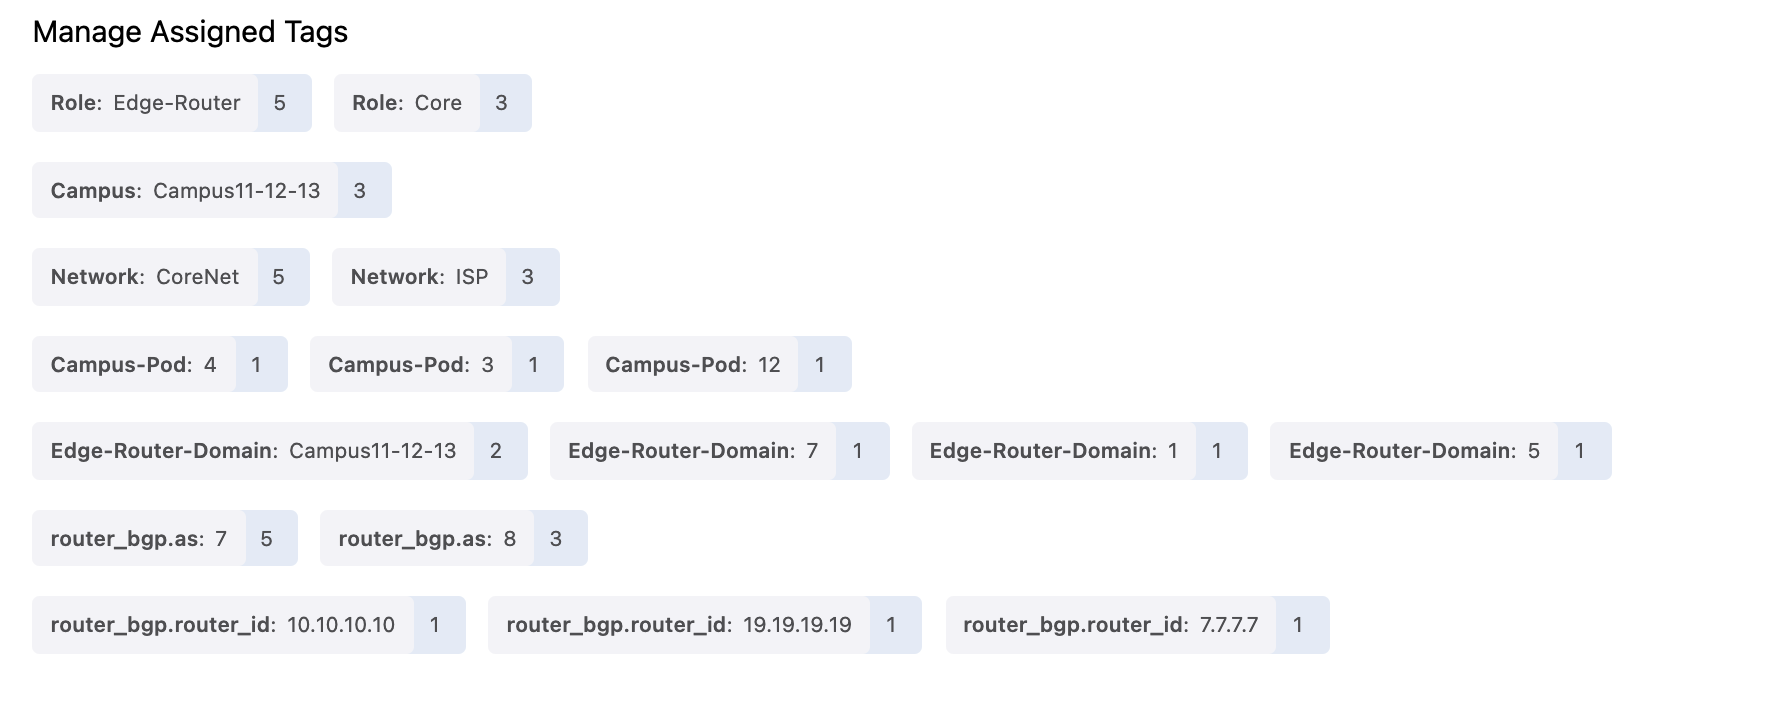 Manage Assigned Tags
Role: Edge-Router 5 Role: Core 3
Campus: Campus11-12-13 3
Network: CoreNet 5 Network: ISP 3
Campus-Pod: 4 1 Campus-Pod: 3 1 Campus-Pod: 12 1
Edge-Router-Domain: Campus11-12-13 2 Edge-Router-Domain: 7 1 Edge-Router-Domain: 1 1 Edge-Router-Domain: 5 1
router_bgp.as: 7 5 router_bgp.as: 8 3
router_bgp.router_id: 10.10.10.10 1 router_bgp.router_id: 19.19.19.19 1 router_bgp.router_id: 7.7.7.7 1